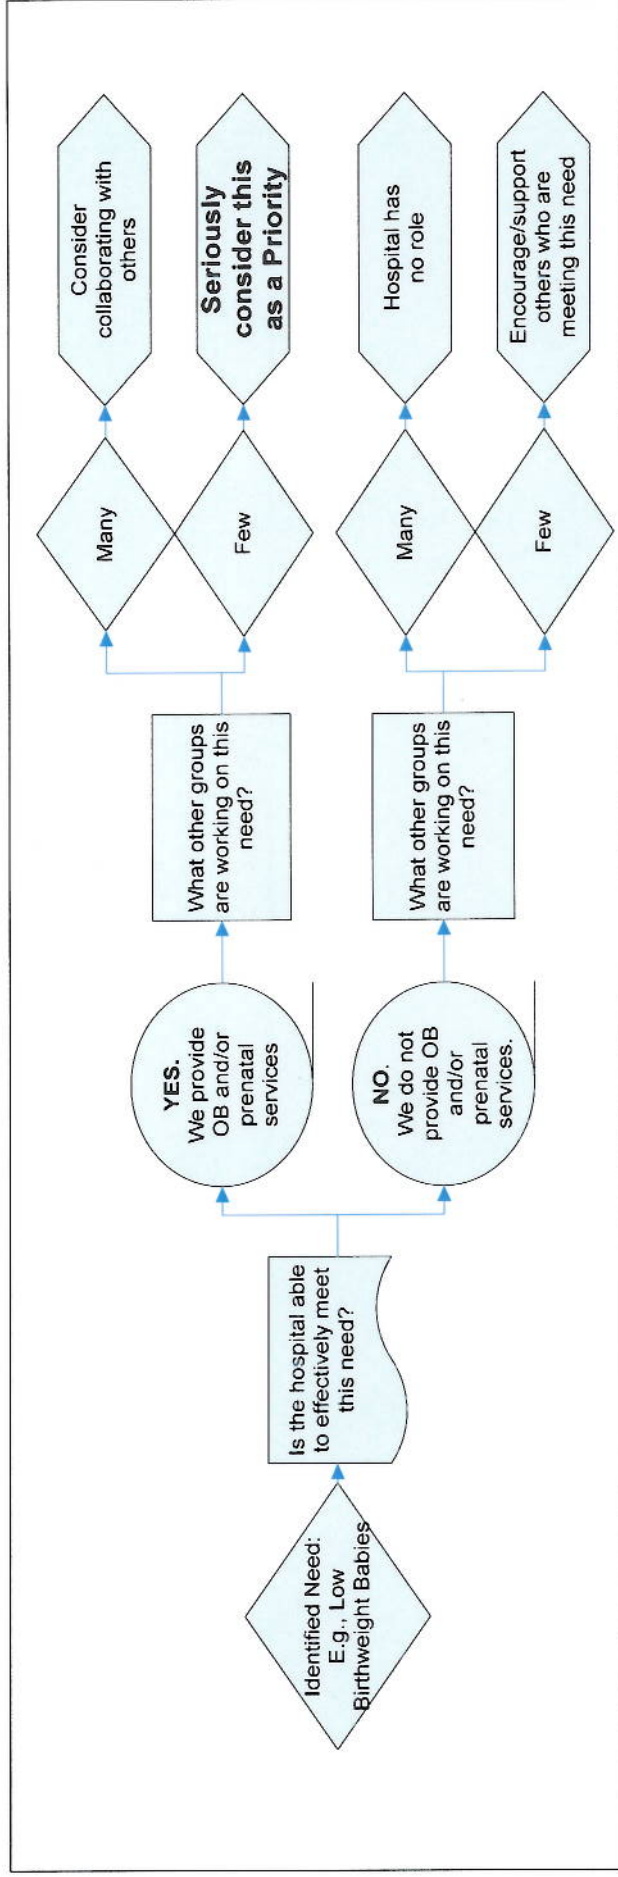 Identified Need:
E.g., Low
Birthweight Babies
Is the hospital able
to effectively meet
this need?
YES.
We provide
OB and/or
prenatal
services
What other groups
are working on this
need?
Many
Consider
collaborating with
others
Few
Seriously
consider this
as a Priority
NO.
We do not
provide OB
and/or
prenatal
services.
What other groups
are working on this
need?
Many
Hospital has
no role
Few
Encourage/support
others who are
meeting this need